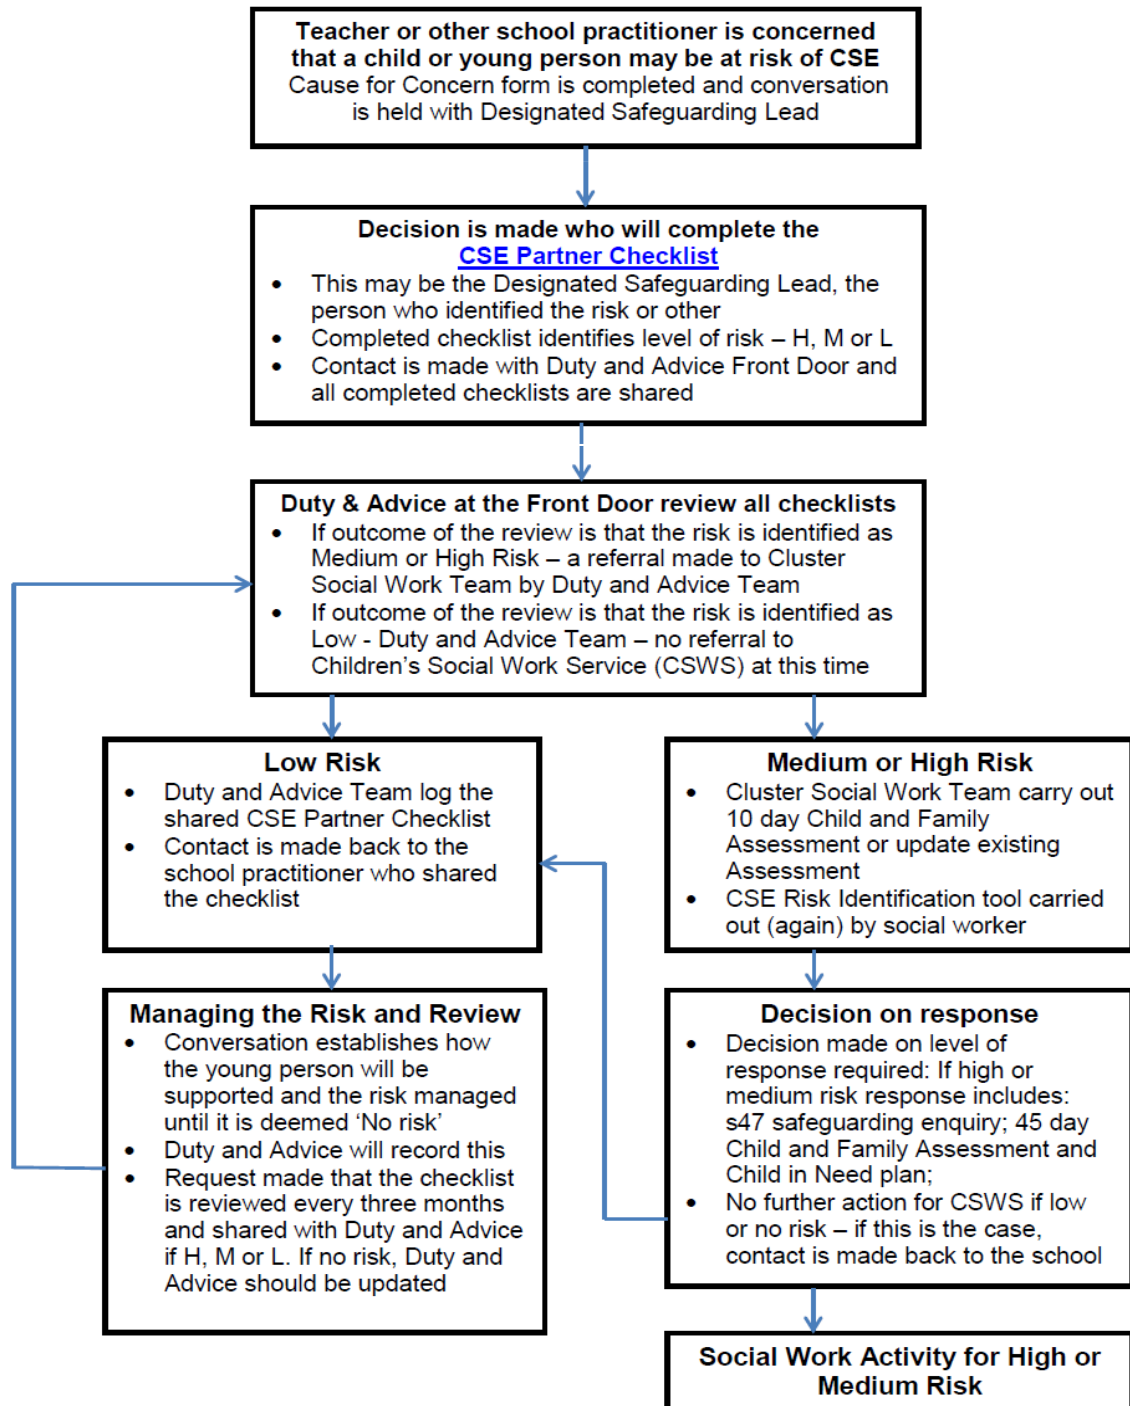 Teacher or other school practitioner is concerned
that a child or young person may be at risk of CSE
Cause for Concern form is completed and conversation
is held with Designated Safeguarding Lead
Decision is made who will complete the
CSE Partner Checklist
• This may be the Designated Safeguarding Lead, the
person who identified the risk or other
• Completed checklist identifies level of risk – H, M or L
• Contact is made with Duty and Advice Front Door and
all completed checklists are shared
Duty & Advice at the Front Door review all checklists
• If outcome of the review is that the risk is identified as
Medium or High Risk – a referral made to Cluster
Social Work Team by Duty and Advice Team
• If outcome of the review is that the risk is identified as
Low - Duty and Advice Team – no referral to
Children's Social Work Service (CSWS) at this time
Low Risk
• Duty and Advice Team log the
shared CSE Partner Checklist
• Contact is made back to the
school practitioner who shared
the checklist
Medium or High Risk
• Cluster Social Work Team carry out
10 day Child and Family
Assessment or update existing
Assessment
• CSE Risk Identification tool carried
out (again) by social worker
Managing the Risk and Review
• Conversation establishes how
the young person will be
supported and the risk managed
until it is deemed 'No risk'
• Duty and Advice will record this
• Request made that the checklist
is reviewed every three months
and shared with Duty and Advice
if H, M or L. If no risk, Duty and
Advice should be updated
Decision on response
• Decision made on level of
response required: If high or
medium risk response includes:
s47 safeguarding enquiry; 45 day
Child and Family Assessment and
Child in Need plan;
• No further action for CSWS if low
or no risk – if this is the case,
contact is made back to the school
Social Work Activity for High or
Medium Risk